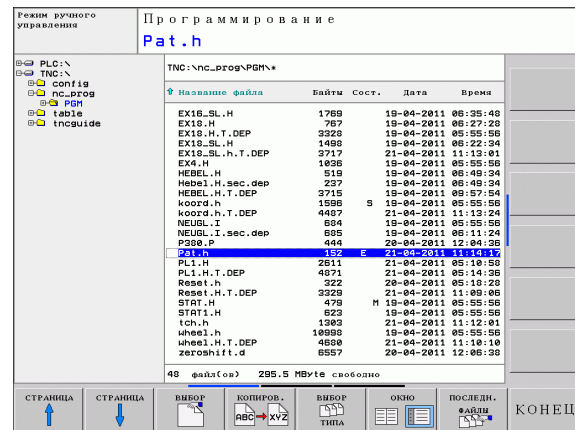 Режим ручного
управления
Программирование
Pat.h
PLC:\
TNC:\
config
nc_prog
PGM
table
tncguide
TNC:\nc_prog\PGM\*
Название файла Байты Сост. Дата Время
EX16_SL.H 1769 19-04-2011 06:35:48
EX18.H 767 19-04-2011 06:27:28
EX18.H.T.DEP 3328 19-04-2011 05:55:56
EX18_SL.H 1498 19-04-2011 06:22:34
EX18_SL.h.T.DEP 3717 21-04-2011 11:13:01
EX4.H 1036 19-04-2011 05:55:56
HEBEL.H 519 19-04-2011 06:49:34
Hebel.H.sec.dep 237 19-04-2011 06:49:34
HEBEL.H.T.DEP 3715 19-04-2011 09:57:54
koord.h 1596 S 19-04-2011 05:55:56
koord.h.T.DEP 4487 21-04-2011 11:13:24
NEUGL.I 684 19-04-2011 05:55:56
NEUGL.I.sec.dep 685 19-04-2011 06:11:24
P380.P 444 20-04-2011 12:04:36
Pat.h 152 E 21-04-2011 11:14:17
PL1.H 2611 21-04-2011 05:10:58
PL1.H.T.DEP 4871 21-04-2011 05:14:36
Reset.h 322 20-04-2011 05:18:28
Reset.H.T.DEP 3329 21-04-2011 11:09:06
STAT.H 479 M 19-04-2011 05:55:56
STAT1.H 623 19-04-2011 05:55:56
tch.h 1303 21-04-2011 11:12:01
wheel.h 10998 19-04-2011 05:55:56
wheel.H.T.DEP 4680 21-04-2011 11:10:10
zeroshift.d 6557 20-04-2011 12:06:38
48 файл(ов) 295.5 MByte свободно
СТРАНИЦА СТРАНИЦА ВЫБОР КОПИРОВ. ВЫБОР ОКНО ПОСЛЕДН.
ФАЙЛЫ
ABC XYZ
ТИПА
КОНЕЦ